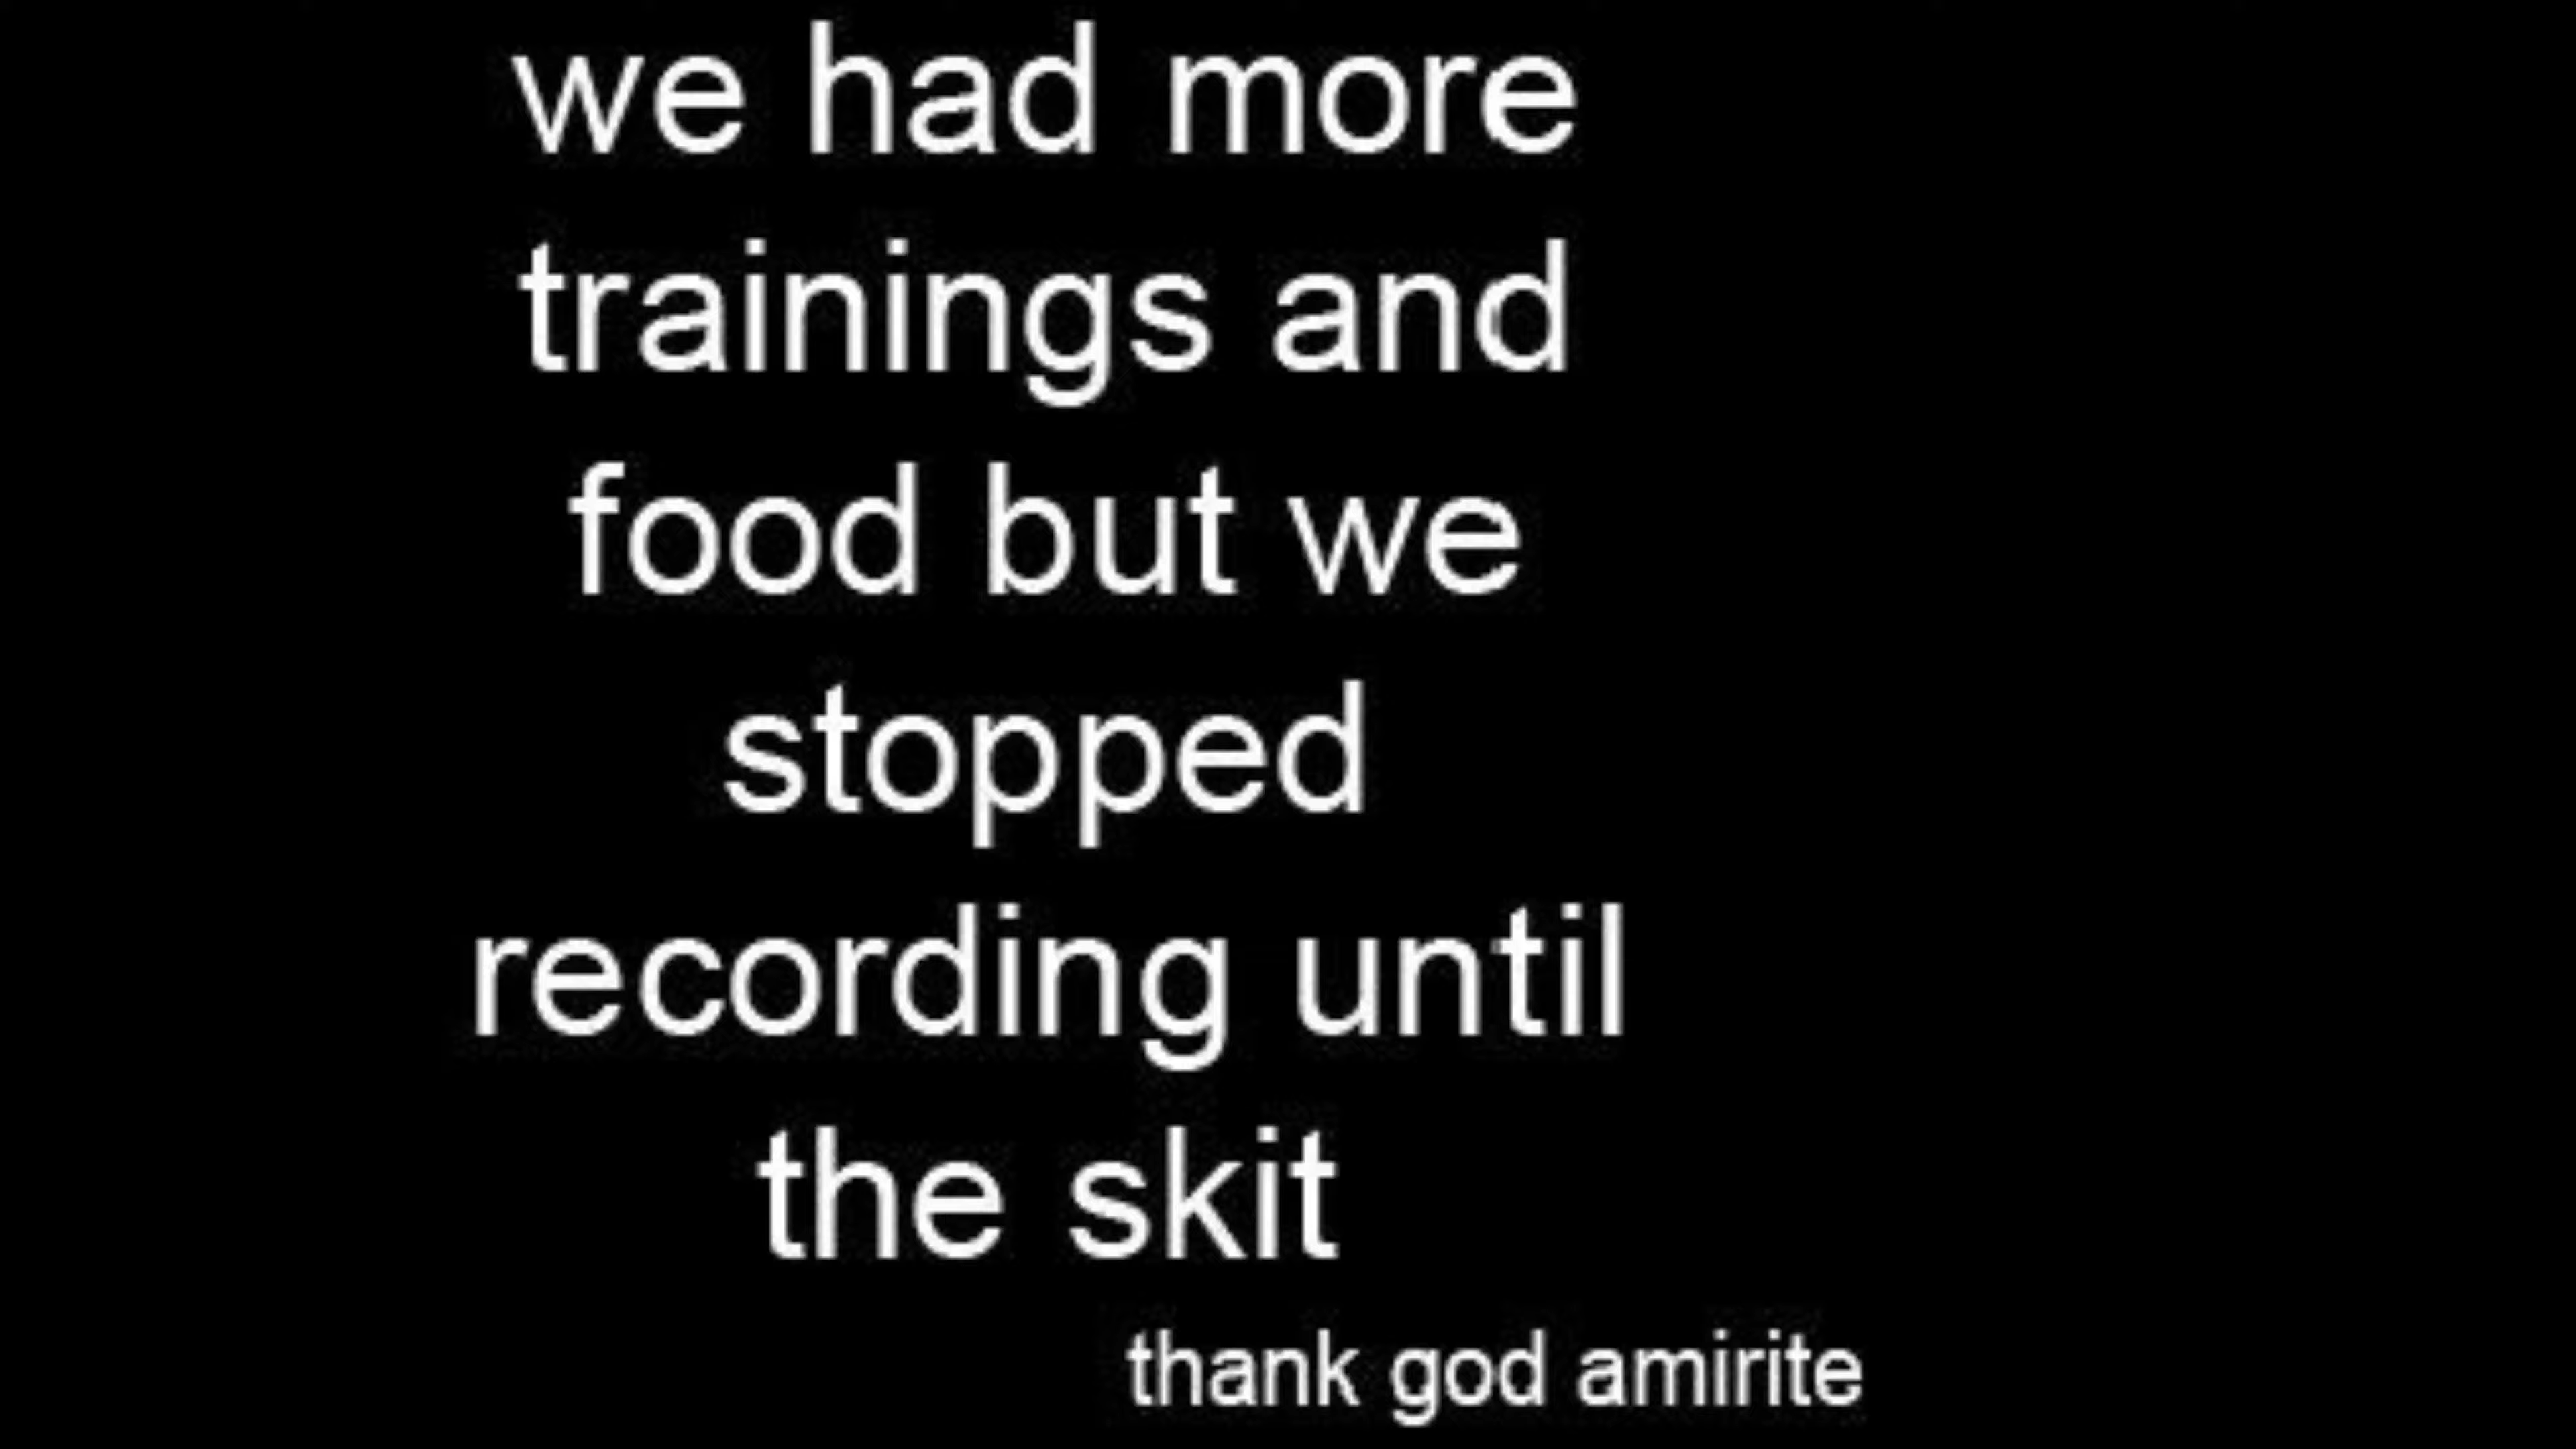 we had more
trainings and
food but we
stopped
recording until
the skit
thank god amirite